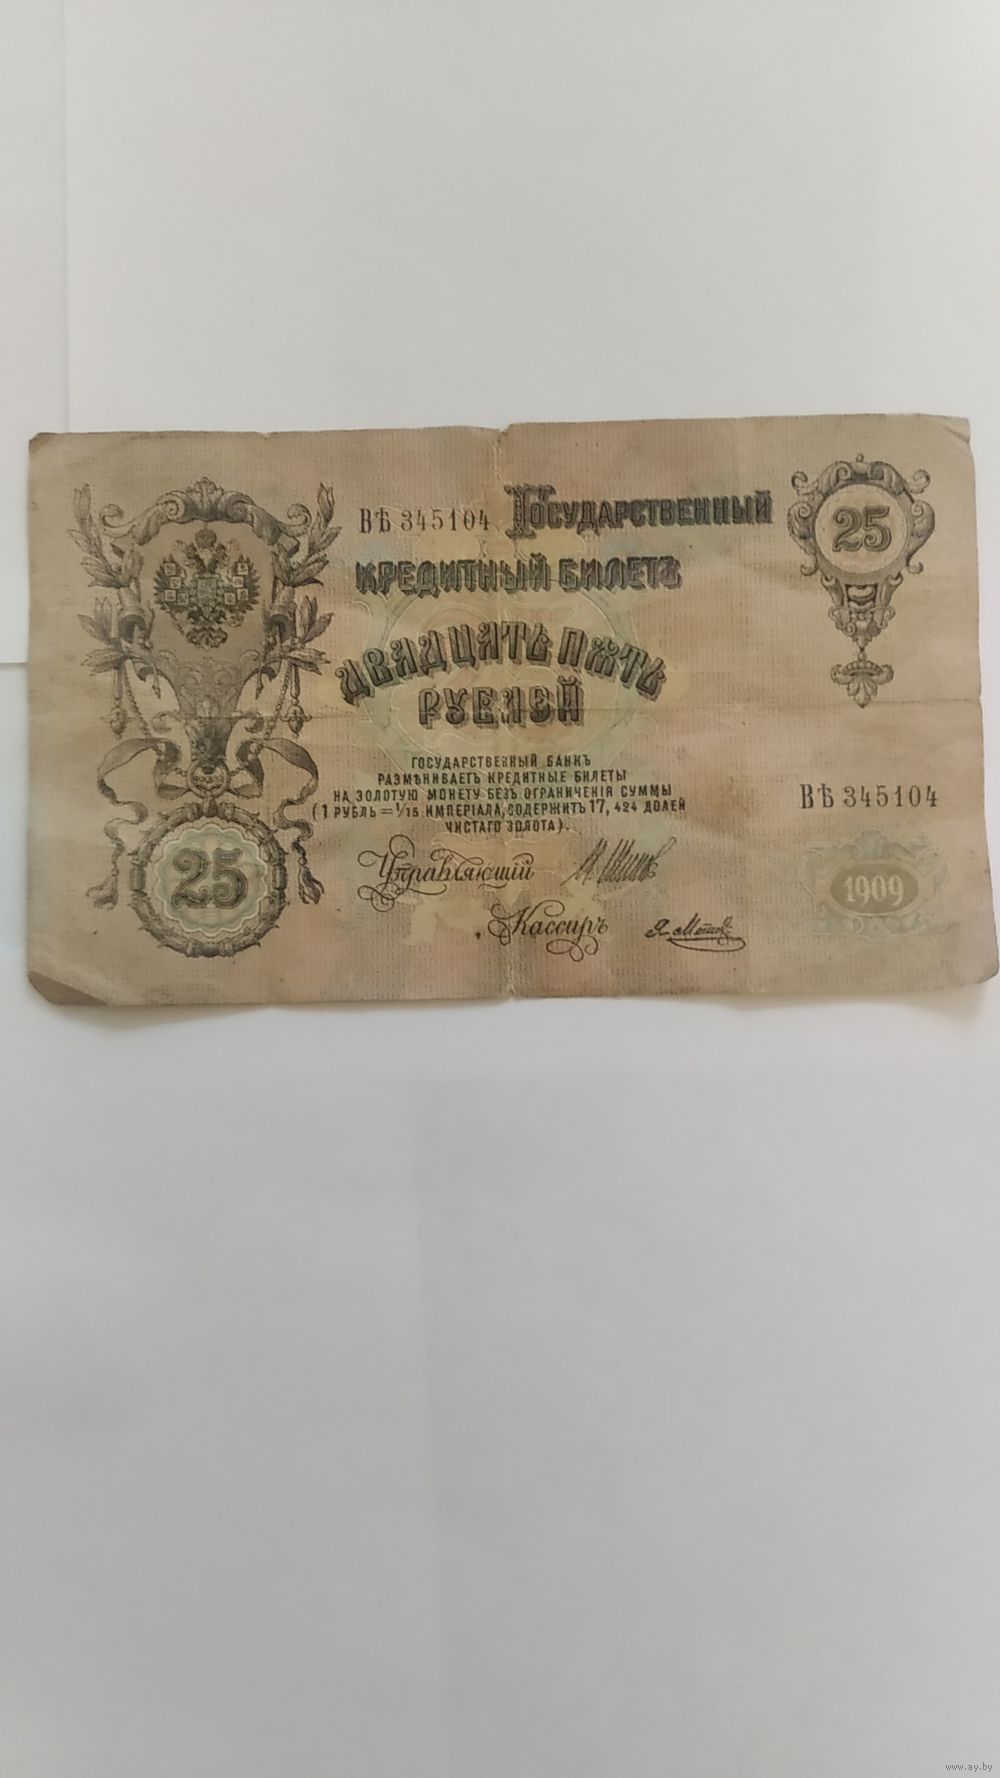 ВѢ 345104 ГОСУДАРСТВЕННЫЙ
25
КРЕДИТНЫЙ БИЛЕТЪ
ДВАДЦАТЬ ПЯТЬ
РУБЛЕЙ
ГОСУДАРСТВЕННЫЙ БАНКЪ
РАЗМѢНИВАЕТЪ КРЕДИТНЫЕ БИЛЕТЫ
НА ЗОЛОТУЮ МОНЕТУ БЕЗЪ ОГРАНИЧЕНІЯ СУММЫ
(1 РУБЛЬ = 1/15 ИМПЕРІАЛА, СОДЕРЖИТЪ 17,424 ДОЛЕЙ
ЧИСТАГО ЗОЛОТА).
ВѢ 345104
25
Управляющій
1909
Кассиръ
www.ay.by